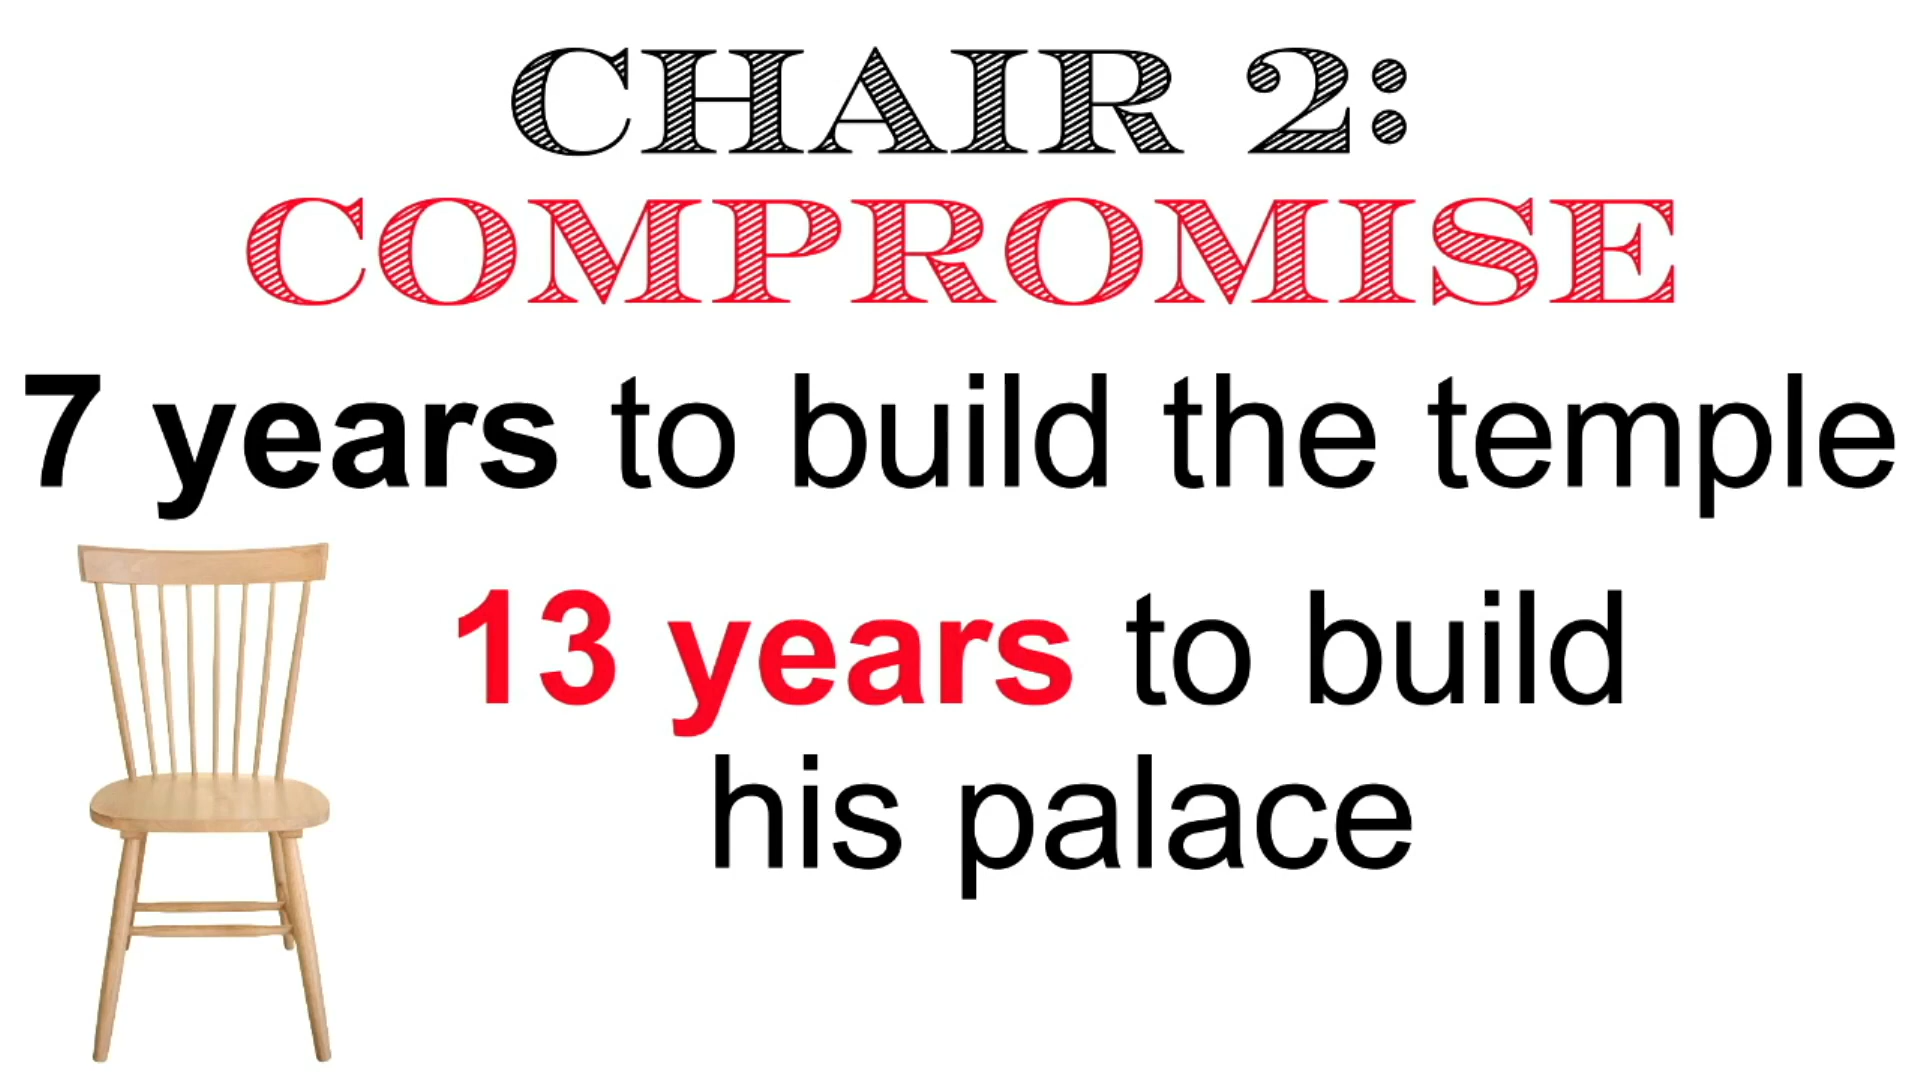 CHAIR 2:
COMPROMISE
7 years to build the temple
13 years to build
his palace